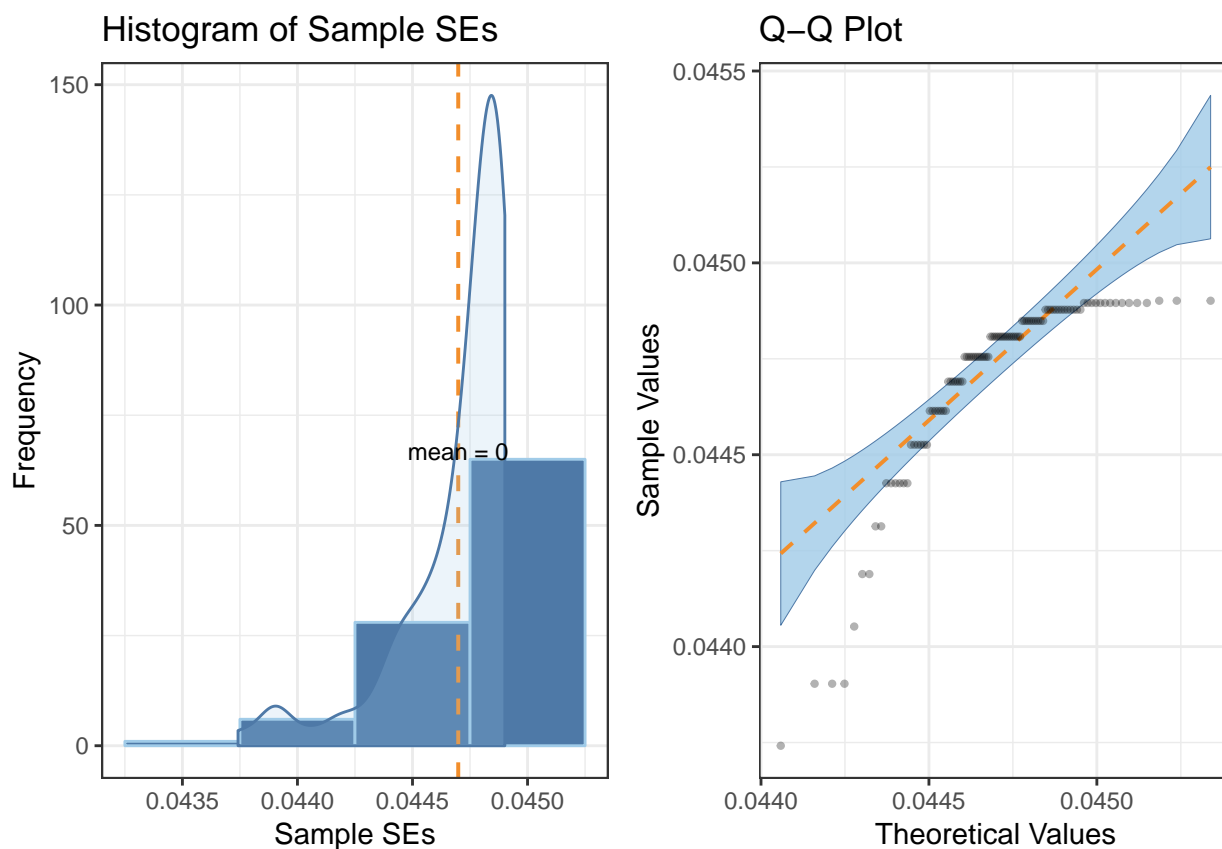 Histogram of Sample SEs
150
100
50
0
Frequency
mean = 0
0.0435 0.0440 0.0445 0.0450
Sample SEs
Q−Q Plot
0.0455
0.0450
0.0445
0.0440
Sample Values
0.0440 0.0445 0.0450
Theoretical Values